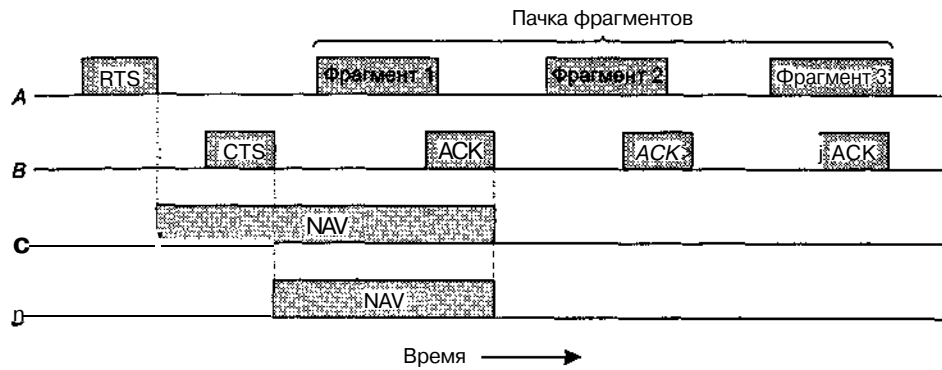 Пачка фрагментов
A RTS Фрагмент 1 Фрагмент 2 Фрагмент 3
B CTS ACK ACK ACK
C NAV
D NAV
Время